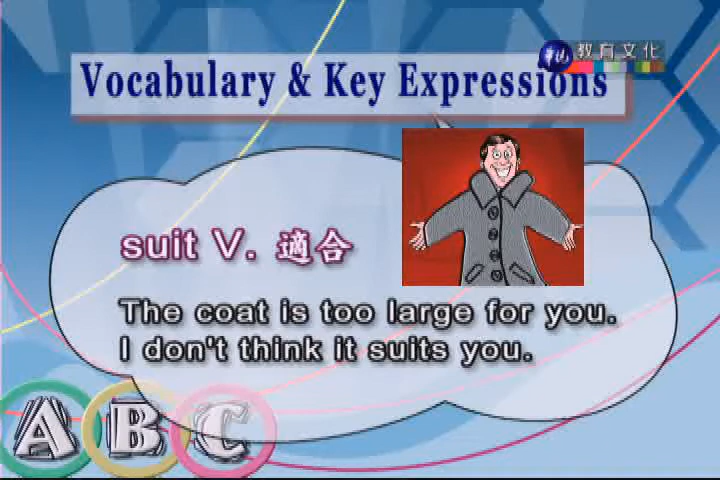 教育文化
Vocabulary & Key Expressions
suit V. 適合
The coat is too large for you.
I don't think it suits you.
ABC